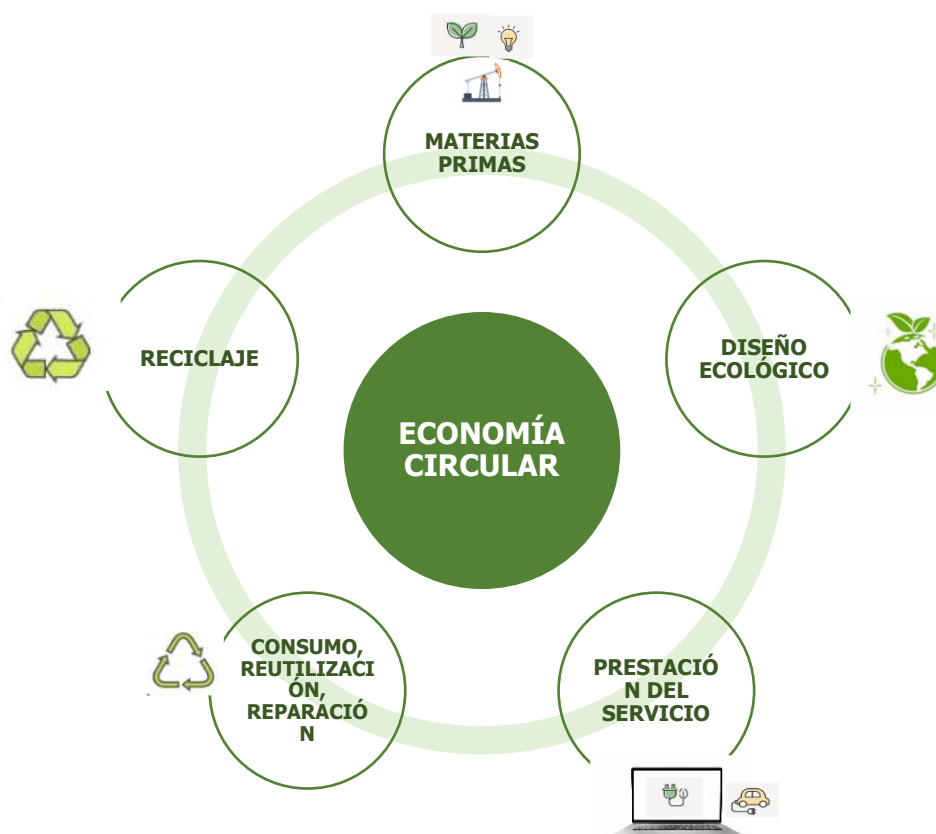 MATERIAS
PRIMAS
DISEÑO
ECOLÓGICO
PRESTACIÓ
N DEL
SERVICIO
CONSUMO,
REUTILIZACI
ÓN,
REPARACIÓ
N
RECICLAJE
ECONOMÍA
CIRCULAR